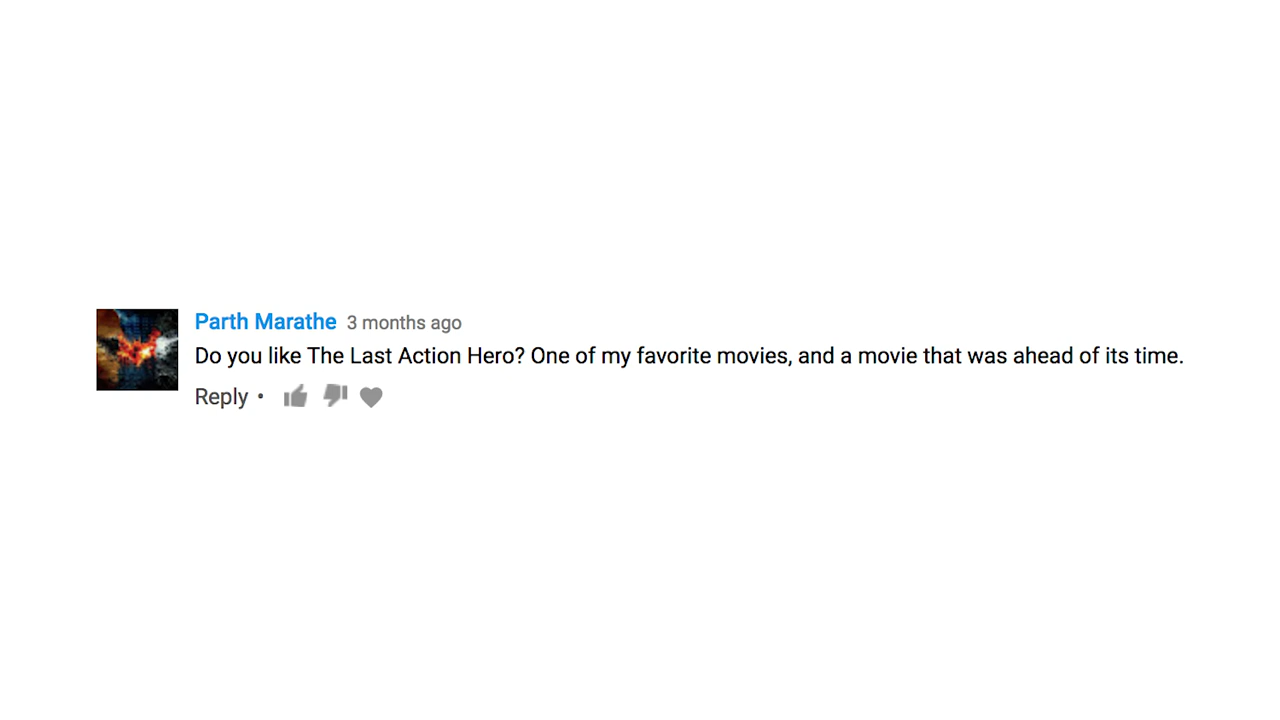 Parth Marathe 3 months ago
Do you like The Last Action Hero? One of my favorite movies, and a movie that was ahead of its time.
Reply •